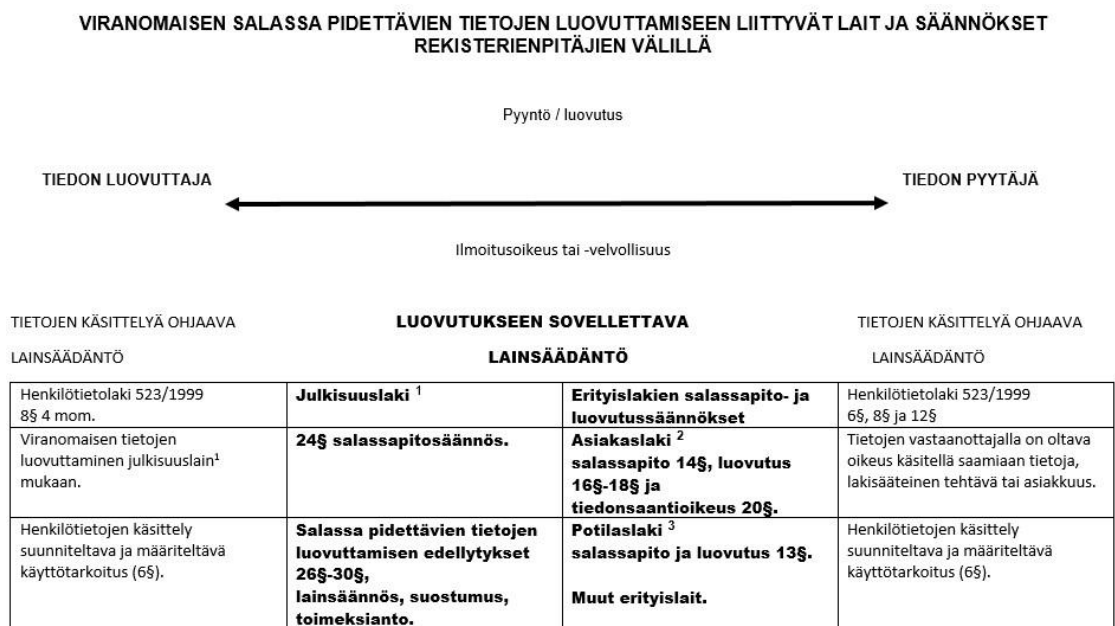 VIRANOMAISEN SALASSA PIDETTÄVIEN TIETOJEN LUOVUTTAMISEEN LIITTYVÄT LAIT JA SÄÄNNÖKSET
REKISTERIENPITÄJIEN VÄLILLÄ
Pyyntö / luovutus
TIEDON LUOVUTTAJA
TIEDON PYYTÄJÄ
Ilmoitusoikeus tai -velvollisuus
TIETOJEN KÄSITTELYÄ OHJAAVA
LAINSÄÄDÄNTÖ
LUOVUTUKSEEN SOVELLETTAVA
LAINSÄÄDÄNTÖ
TIETOJEN KÄSITTELYÄ OHJAAVA
LAINSÄÄDÄNTÖ
Henkilötietolaki 523/1999
8§ 4 mom.
Julkisuuslaki ¹
Erityislakien salassapito- ja
luovutussäännökset
Henkilötietolaki 523/1999
6§, 8§ ja 12§
Viranomaisen tietojen
luovuttaminen julkisuuslain¹
mukaan.
24§ salassapitosäännös.
Asiakaslaki ²
salassapito 14§, luovutus
16§-18§ ja
tiedonsaantioikeus 20§.
Tietojen vastaanottajalla on oltava
oikeus käsitellä saamiaan tietoja,
lakisääteinen tehtävä tai asiakkuus.
Henkilötietojen käsittely
suunniteltava ja määriteltävä
käyttötarkoitus (6§).
Salassa pidettävien tietojen
luovuttamisen edellytykset
26§-30§,
lainsäännös, suostumus,
toimeksianto.
Potilaslaki ³
salassapito ja luovutus 13§.
Muut erityislait.
Henkilötietojen käsittely
suunniteltava ja määriteltävä
käyttötarkoitus (6§).